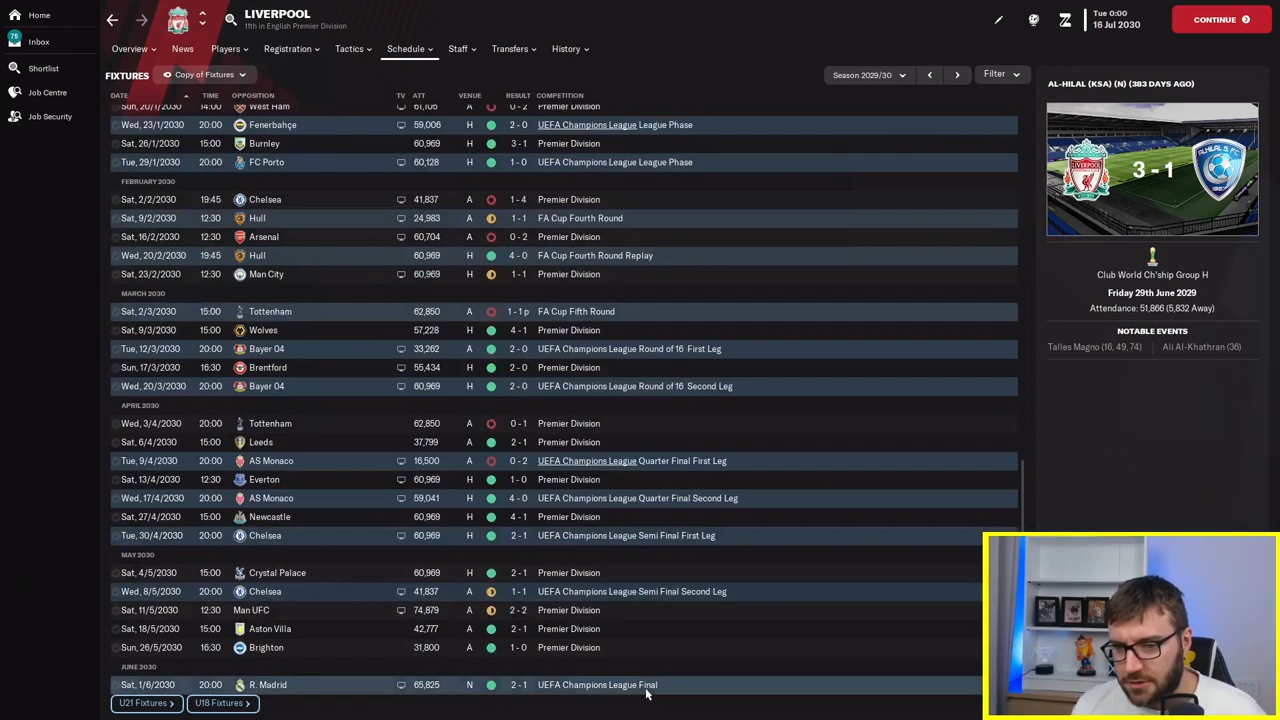 Home
75
Inbox
Shortlist
Job Centre
Job Security
LIVERPOOL
11th in English Premier Division
Tue 0:00
16 Jul 2030
CONTINUE
Overview News Players Registration Tactics Schedule Staff Transfers History
FIXTURES Copy of Fixtures Season 2029/30 Filter
DATE TIME OPPOSITION TV ATT VENUE RESULT COMPETITION
Sun, 20/1/2030 14:00 West Ham 61,105 A 0 - 2 Premier Division
Wed, 23/1/2030 20:00 Fenerbahçe 59,006 H 2 - 0 UEFA Champions League League Phase
Sat, 26/1/2030 15:00 Burnley 60,969 H 3 - 1 Premier Division
Tue, 29/1/2030 20:00 FC Porto 60,128 H 1 - 0 UEFA Champions League League Phase
FEBRUARY 2030
Sat, 2/2/2030 19:45 Chelsea 41,837 A 1 - 4 Premier Division
Sat, 9/2/2030 12:30 Hull 24,983 A 1 - 1 FA Cup Fourth Round
Sat, 16/2/2030 12:30 Arsenal 60,704 A 0 - 2 Premier Division
Wed, 20/2/2030 19:45 Hull 60,969 H 4 - 0 FA Cup Fourth Round Replay
Sat, 23/2/2030 12:30 Man City 60,969 H 1 - 1 Premier Division
MARCH 2030
Sat, 2/3/2030 15:00 Tottenham 62,850 A 1 - 1 p FA Cup Fifth Round
Sat, 9/3/2030 15:00 Wolves 57,228 H 4 - 1 Premier Division
Tue, 12/3/2030 20:00 Bayer 04 33,262 A 2 - 0 UEFA Champions League Round of 16 First Leg
Sun, 17/3/2030 16:30 Brentford 55,434 H 2 - 0 Premier Division
Wed, 20/3/2030 20:00 Bayer 04 60,969 H 2 - 0 UEFA Champions League Round of 16 Second Leg
APRIL 2030
Wed, 3/4/2030 20:00 Tottenham 62,850 A 0 - 1 Premier Division
Sat, 6/4/2030 15:00 Leeds 37,799 A 2 - 1 Premier Division
Tue, 9/4/2030 20:00 AS Monaco 16,500 A 0 - 2 UEFA Champions League Quarter Final First Leg
Sat, 13/4/2030 12:30 Everton 60,969 H 1 - 0 Premier Division
Wed, 17/4/2030 20:00 AS Monaco 59,041 H 4 - 0 UEFA Champions League Quarter Final Second Leg
Sat, 27/4/2030 15:00 Newcastle 60,969 H 4 - 1 Premier Division
Tue, 30/4/2030 20:00 Chelsea 60,969 H 2 - 1 UEFA Champions League Semi Final First Leg
MAY 2030
Sat, 4/5/2030 15:00 Crystal Palace 60,969 H 2 - 1 Premier Division
Wed, 8/5/2030 20:00 Chelsea 41,837 A 1 - 1 UEFA Champions League Semi Final Second Leg
Sat, 11/5/2030 12:30 Man UFC 74,879 A 2 - 2 Premier Division
Sat, 18/5/2030 15:00 Aston Villa 42,777 A 2 - 1 Premier Division
Sun, 26/5/2030 16:30 Brighton 31,800 A 1 - 0 Premier Division
JUNE 2030
Sat, 1/6/2030 20:00 R. Madrid 65,825 N 2 - 1 UEFA Champions League Final
U21 Fixtures U18 Fixtures
AL-HILAL (KSA) (N) (383 DAYS AGO)
LIVERPOOL 3 - 1 ALHILAL S. FC
Club World Ch'ship Group H
Friday 29th June 2029
Attendance: 51,866 (5,832 Away)
NOTABLE EVENTS
Talles Magno (16, 49, 74) Ali Al-Khathran (36)